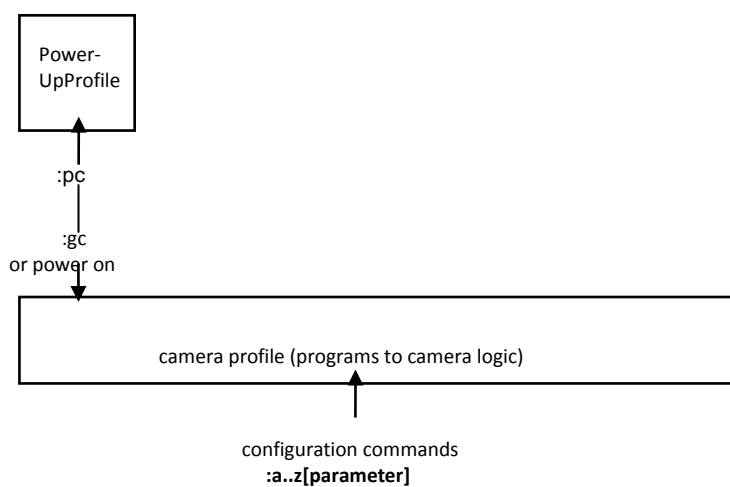 Power-
UpProfile
:pc
:gc
or power on
camera profile (programs to camera logic)
configuration commands
:a..z[parameter]